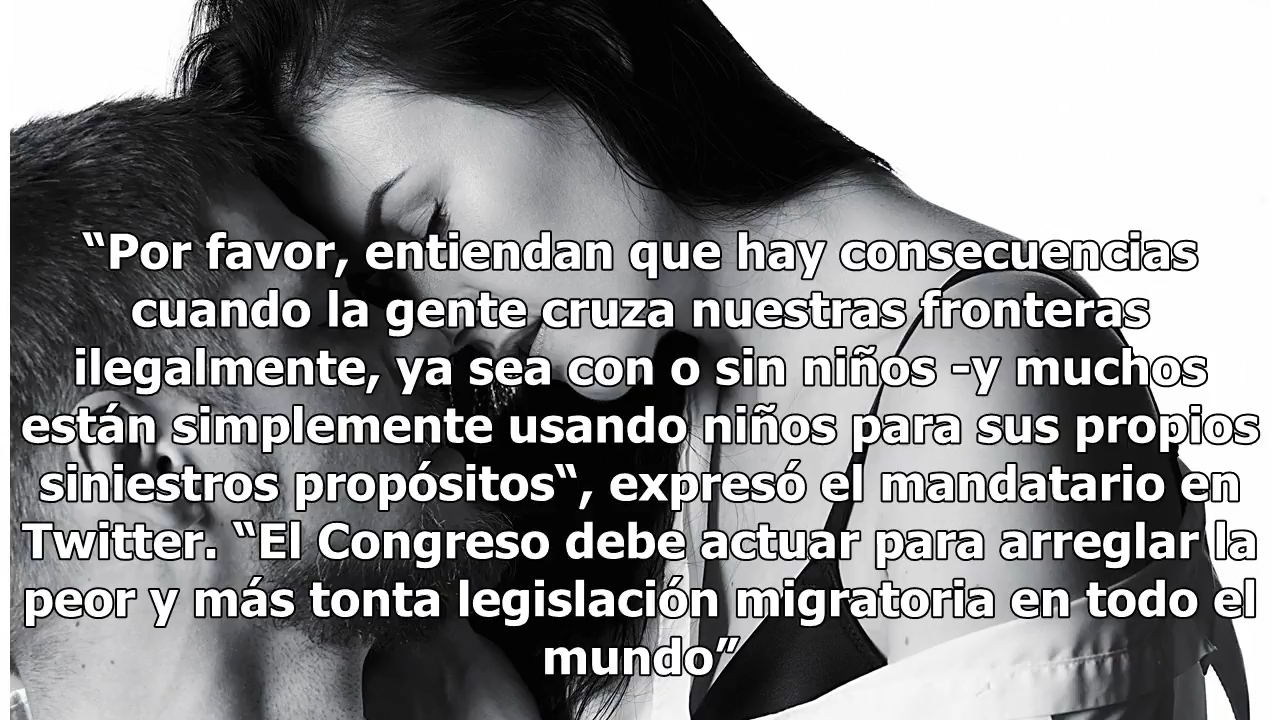 “Por favor, entiendan que hay consecuencias
cuando la gente cruza nuestras fronteras
ilegalmente, ya sea con o sin niños -y muchos
están simplemente usando niños para sus propios
siniestros propósitos“, expresó el mandatario en
Twitter. “El Congreso debe actuar para arreglar la
peor y más tonta legislación migratoria en todo el
mundo”